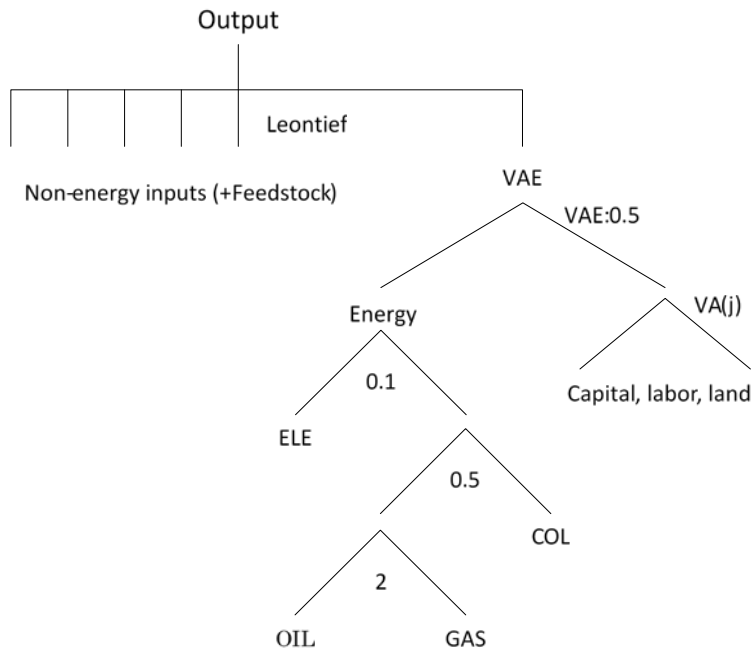 Output
Leontief
Non-energy inputs (+Feedstock)
VAE
VAE:0.5
Energy
VA(j)
0.1
Capital, labor, land
ELE
0.5
COL
2
OIL
GAS